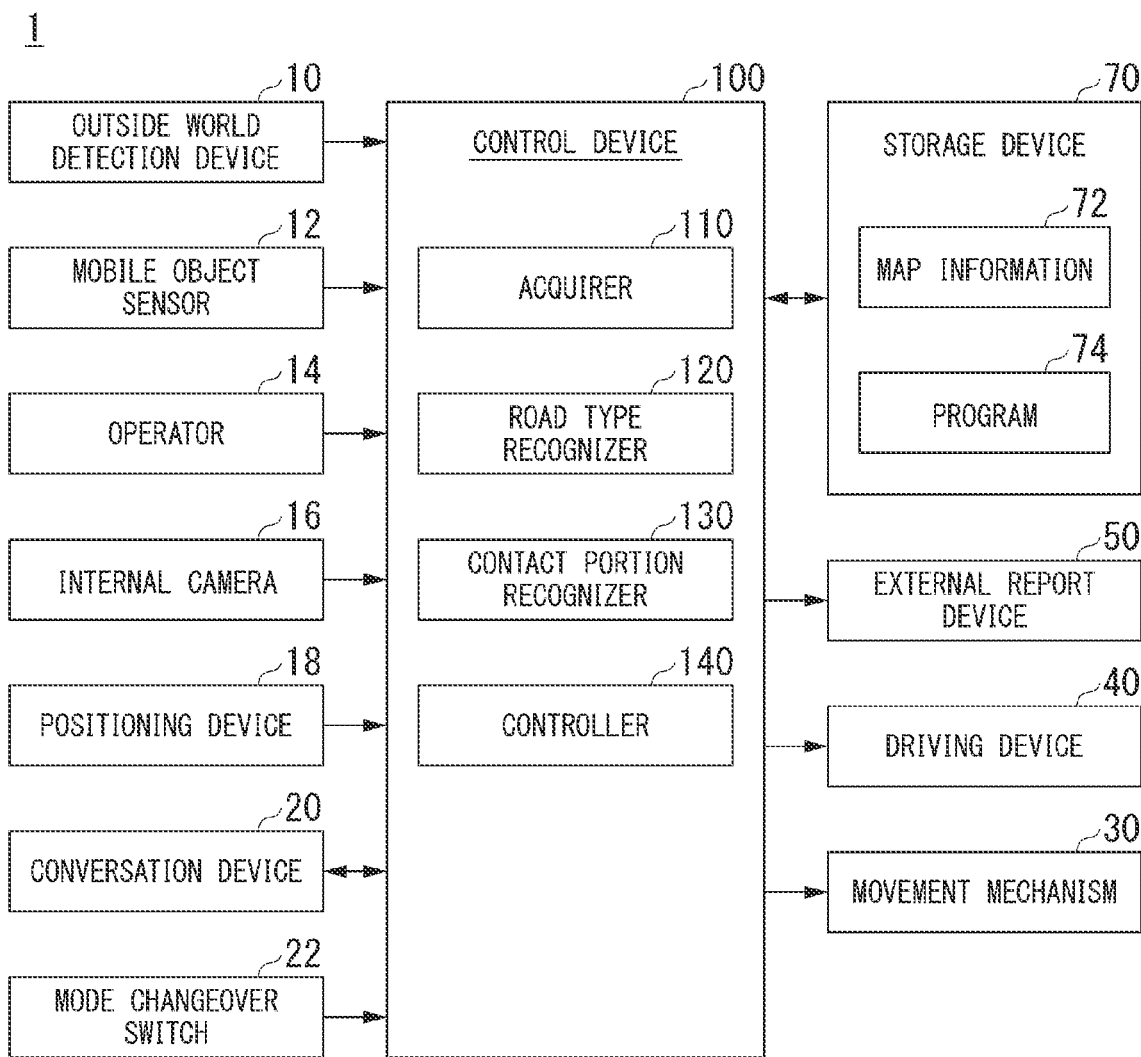 1
10
OUTSIDE WORLD
DETECTION DEVICE
12
MOBILE OBJECT
SENSOR
14
OPERATOR
16
INTERNAL CAMERA
18
POSITIONING DEVICE
20
CONVERSATION DEVICE
22
MODE CHANGEOVER
SWITCH
100
CONTROL DEVICE
110
ACQUIRER
120
ROAD TYPE
RECOGNIZER
130
CONTACT PORTION
RECOGNIZER
140
CONTROLLER
70
STORAGE DEVICE
72
MAP INFORMATION
74
PROGRAM
50
EXTERNAL REPORT
DEVICE
40
DRIVING DEVICE
30
MOVEMENT MECHANISM